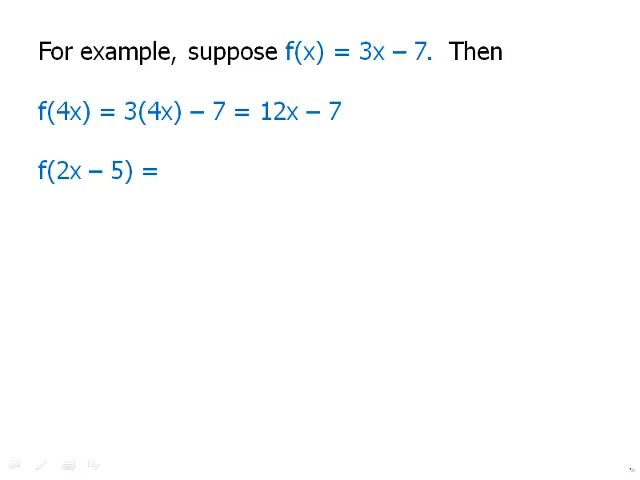 For example, suppose f(x) = 3x – 7. Then
f(4x) = 3(4x) – 7 = 12x – 7
f(2x – 5) =